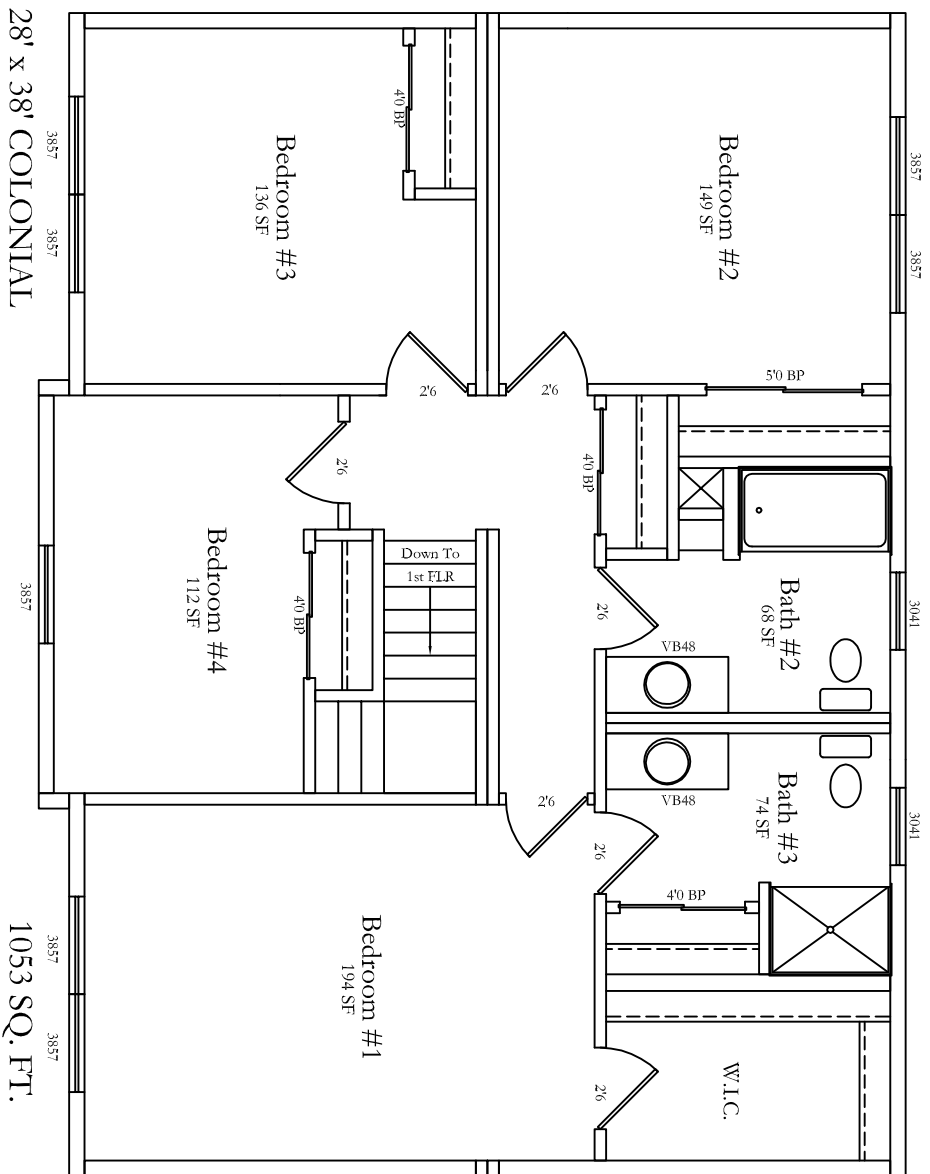 3857
3857
3041
3041
Bedroom #2
149 SF
5'0 BP
Bath #2
68 SF
Bath #3
74 SF
W.I.C.
VB48
VB48
4'0 BP
4'0 BP
2'6
2'6
2'6
2'6
2'6
2'6
2'6
4'0 BP
Bedroom #3
136 SF
Down To
1st FLR
Bedroom #1
194 SF
4'0 BP
Bedroom #4
112 SF
3857
3857
3857
3857
3857
28' x 38' COLONIAL
1053 SQ. FT.